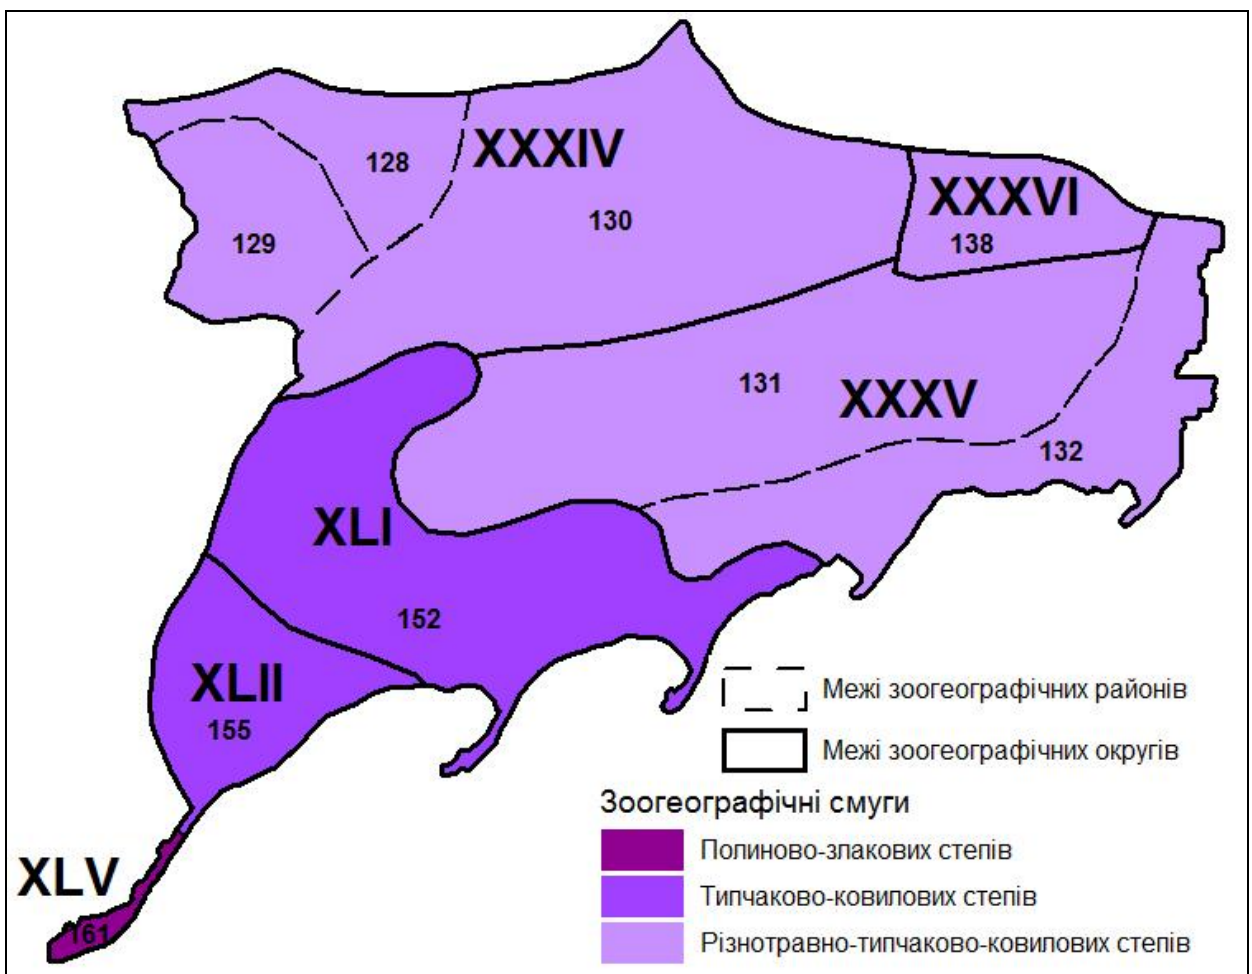 XXXIV
128
XXXVI
130
129
138
131
XXXV
132
XLI
152
XLII
155
XLV
161
Межі зоогеографічних районів
Межі зоогеографічних округів
Зоогеографічні смуги
Полиново-злакових степів
Типчаково-ковилових степів
Різнотравно-типчаково-ковилових степів